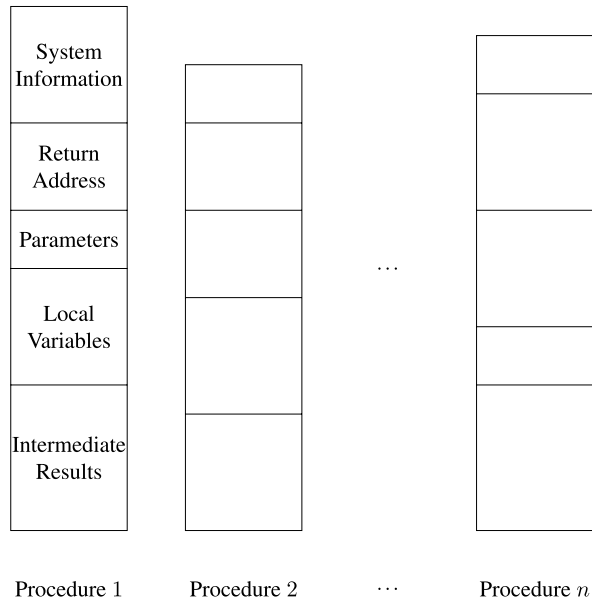 System
Information
Return
Address
Parameters
Local
Variables
Intermediate
Results
...
Procedure 1
Procedure 2
...
Procedure n